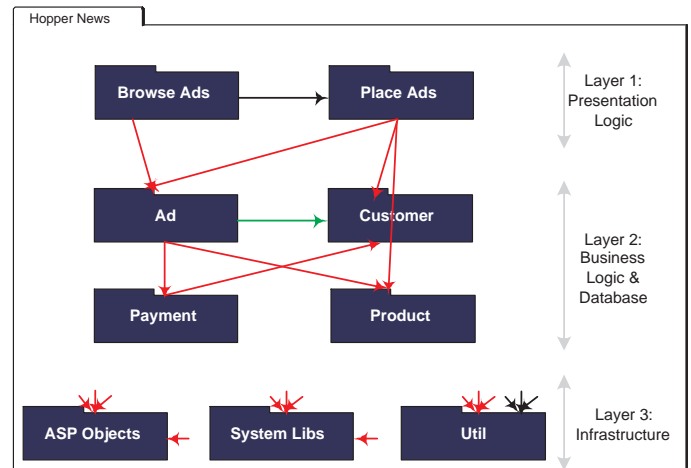 Hopper News
Browse Ads
Place Ads
Layer 1:
Presentation
Logic
Ad
Customer
Layer 2:
Business
Logic &
Database
Payment
Product
ASP Objects
System Libs
Util
Layer 3:
Infrastructure